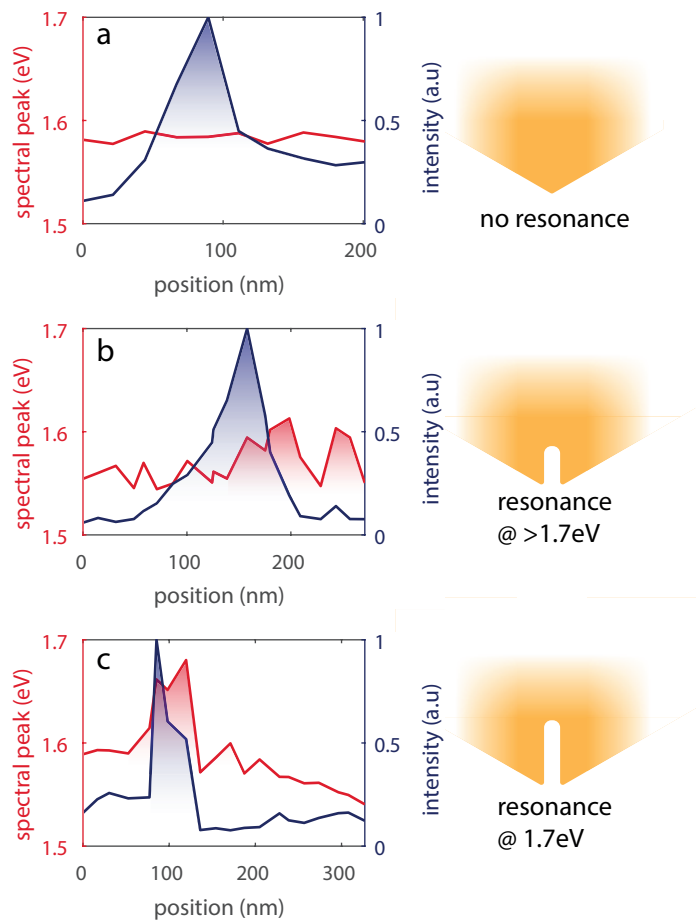 a
1.7
1.6
1.5
spectral peak (eV)
1
0.5
0
intensity (a.u)
0
100
200
position (nm)
no resonance
b
1.7
1.6
1.5
spectral peak (eV)
1
0.5
0
intensity (a.u)
0
100
200
position (nm)
resonance
@ >1.7eV
c
1.7
1.6
1.5
spectral peak (eV)
1
0.5
0
intensity (a.u)
0
100
200
300
position (nm)
resonance
@ 1.7eV